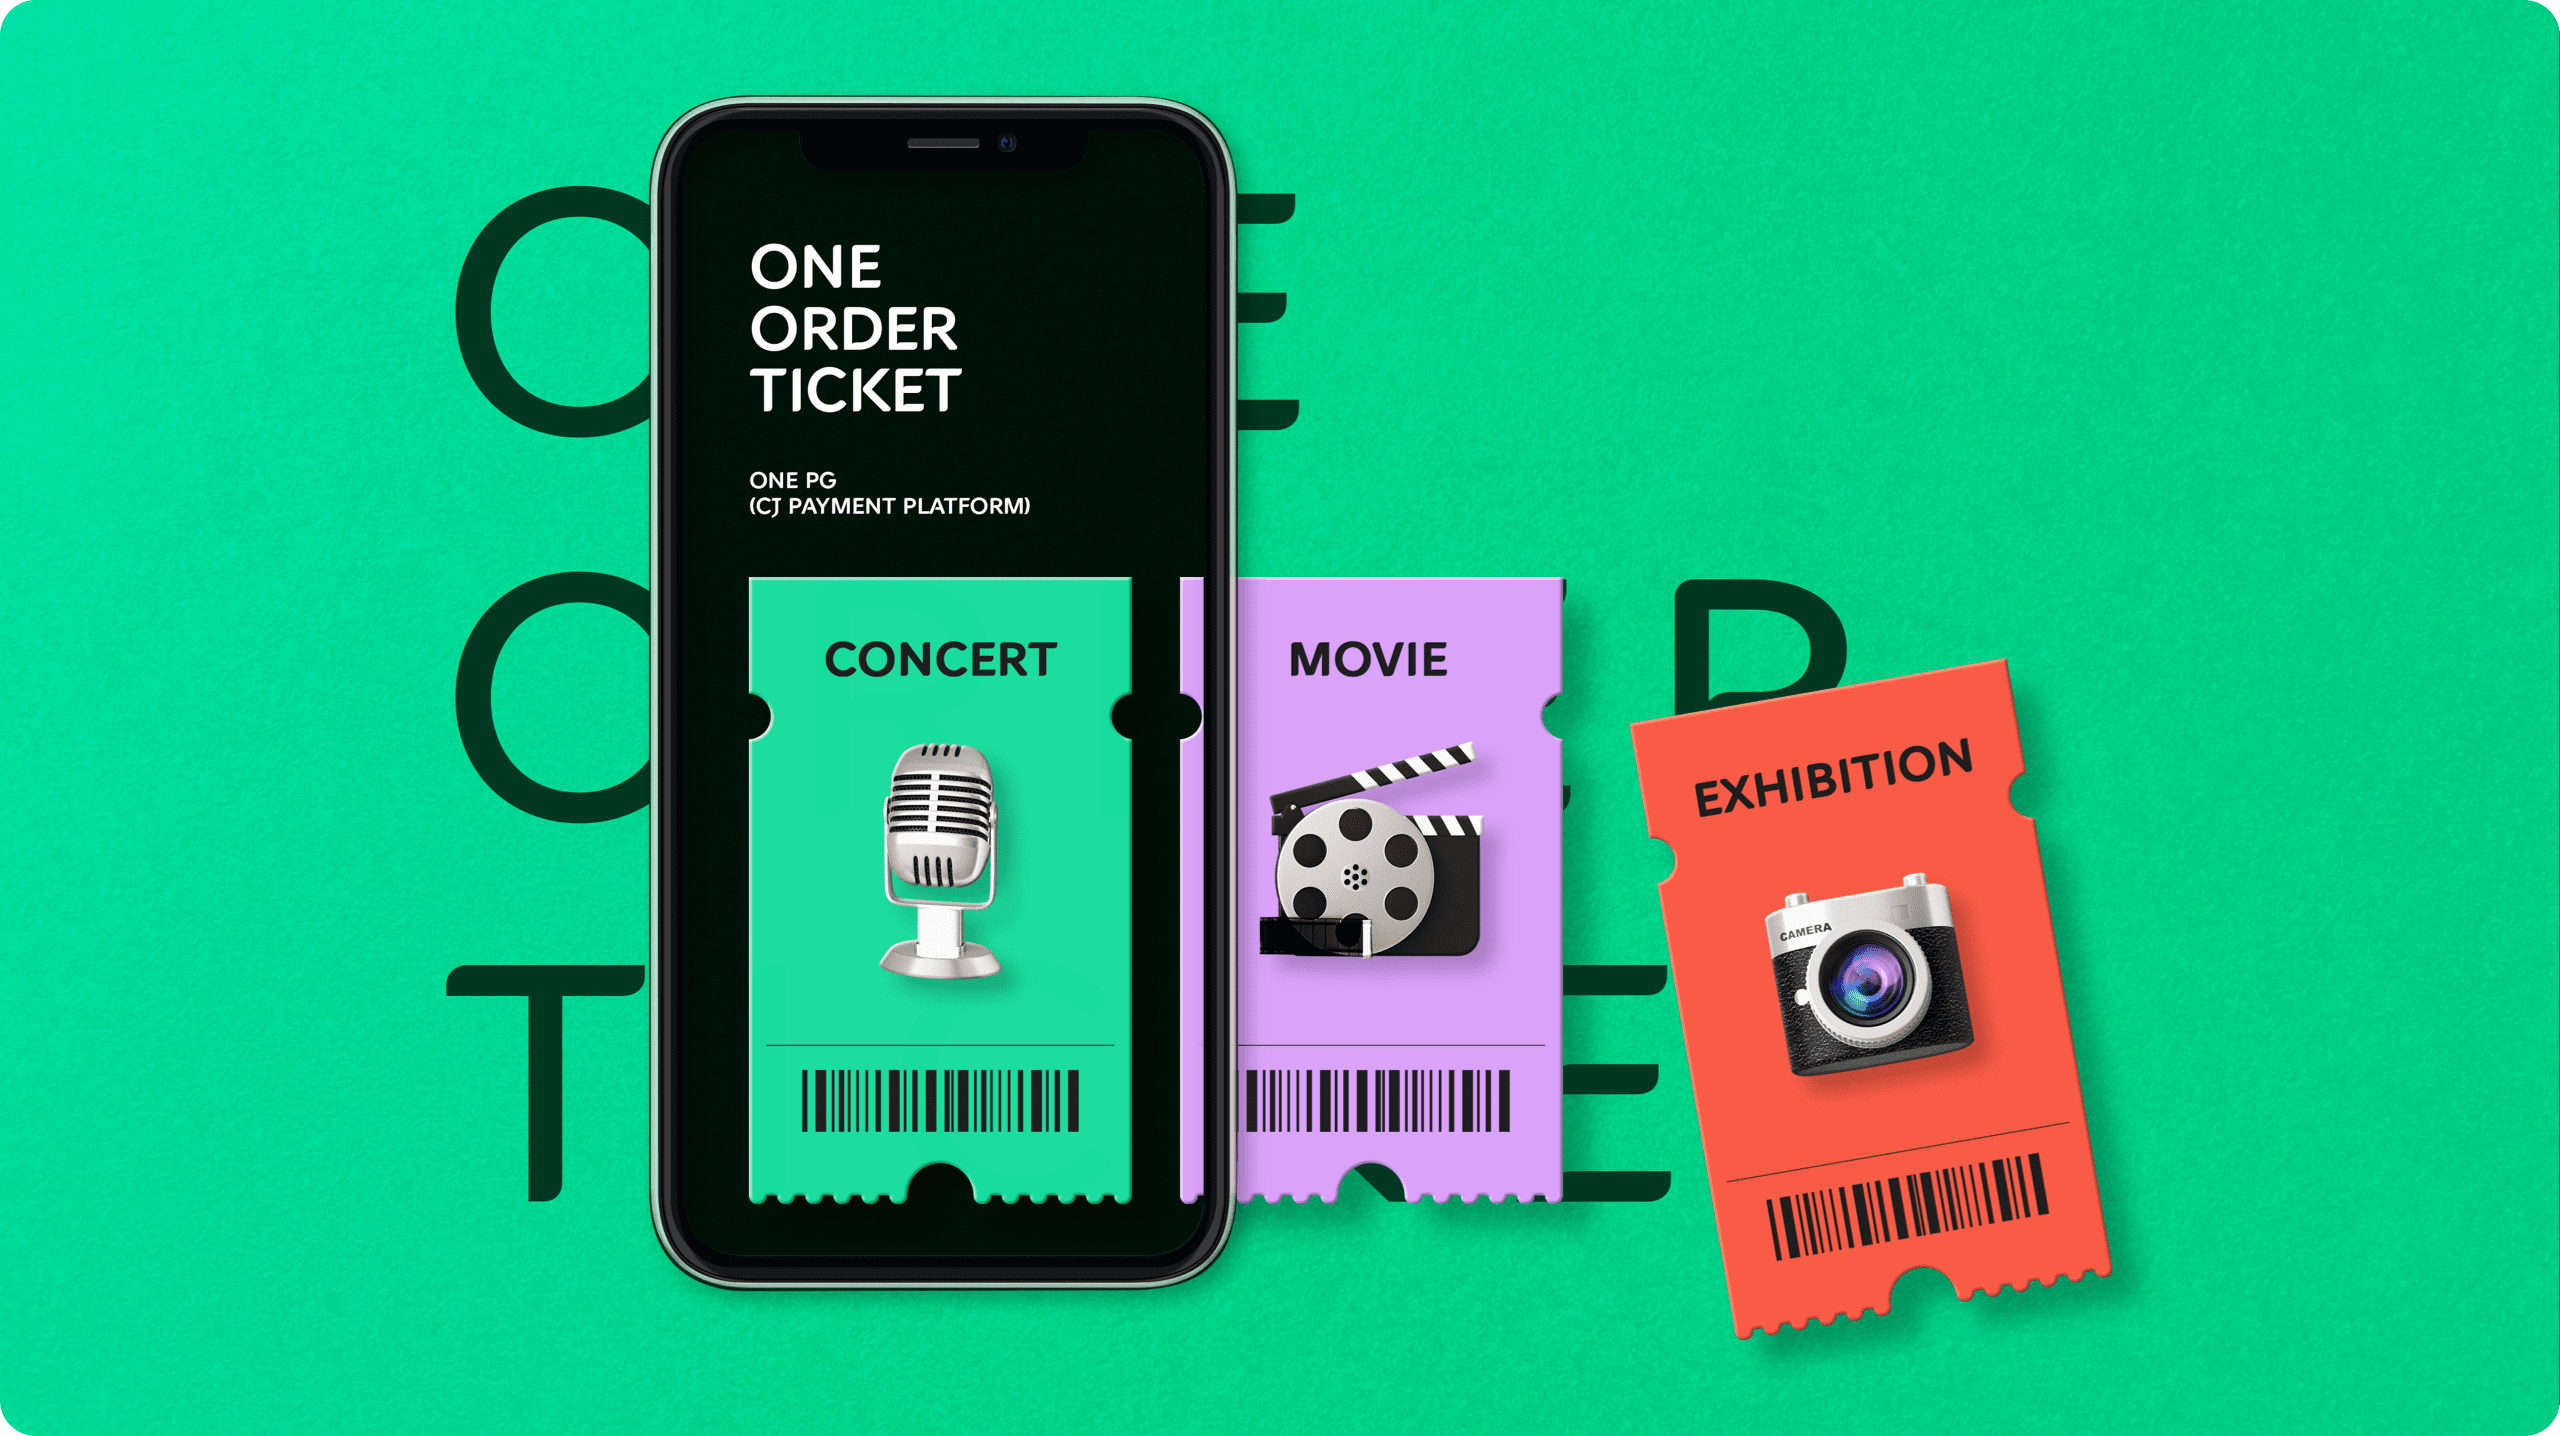 ONE
ORDER
TICKET
ONE PG
(CJ PAYMENT PLATFORM)
CONCERT
MOVIE
EXHIBITION
CAMERA